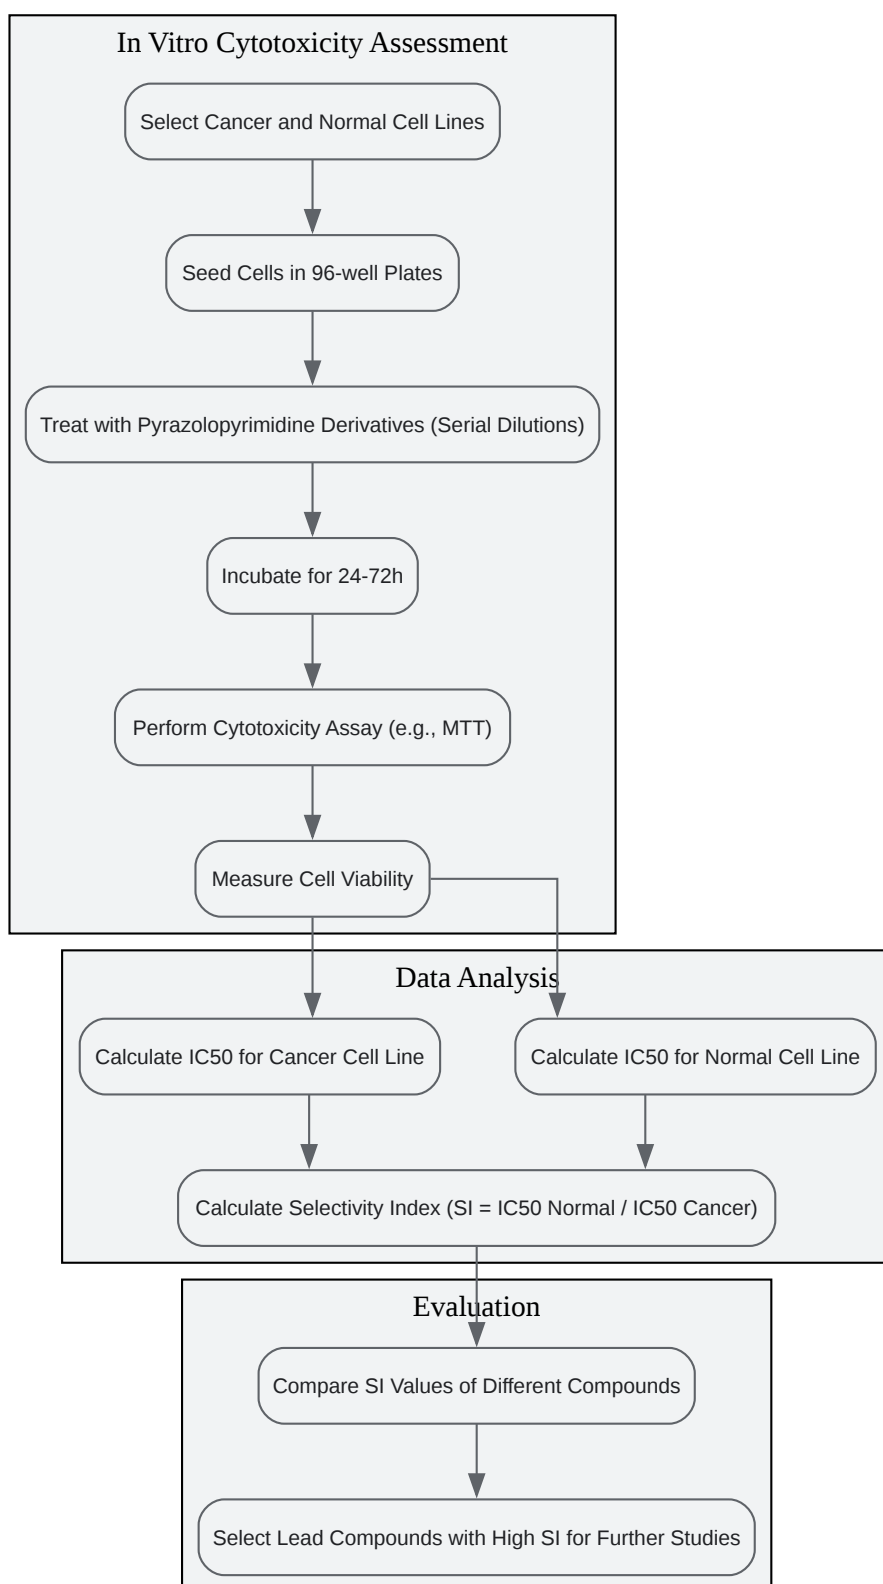 In Vitro Cytotoxicity Assessment
Select Cancer and Normal Cell Lines
Seed Cells in 96-well Plates
Treat with Pyrazolopyrimidine Derivatives (Serial Dilutions)
Incubate for 24-72h
Perform Cytotoxicity Assay (e.g., MTT)
Measure Cell Viability
Data Analysis
Calculate IC50 for Cancer Cell Line
Calculate IC50 for Normal Cell Line
Calculate Selectivity Index (SI = IC50 Normal / IC50 Cancer)
Evaluation
Compare SI Values of Different Compounds
Select Lead Compounds with High SI for Further Studies